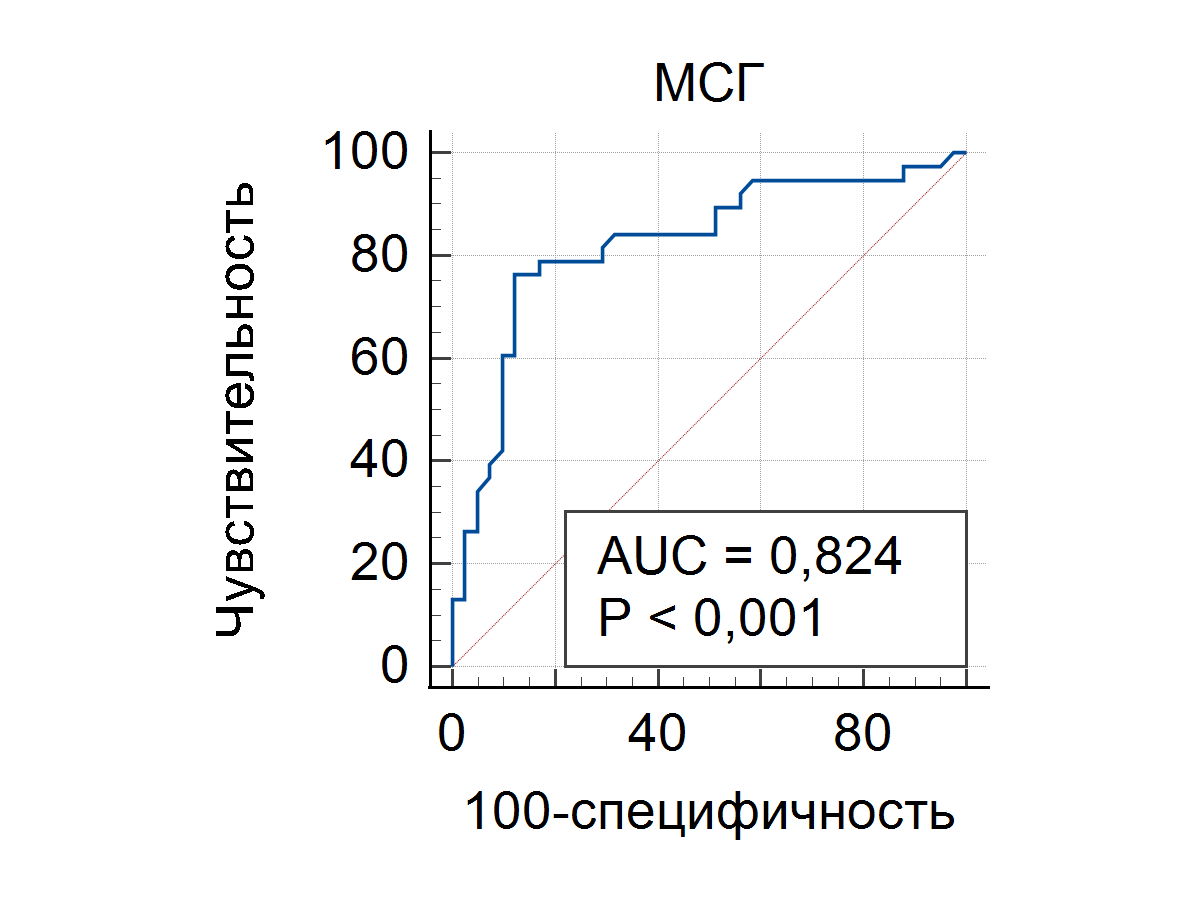 МСГ
Чувствительность
100
80
60
40
20
0
AUC = 0,824
P < 0,001
0 40 80
100-специфичность